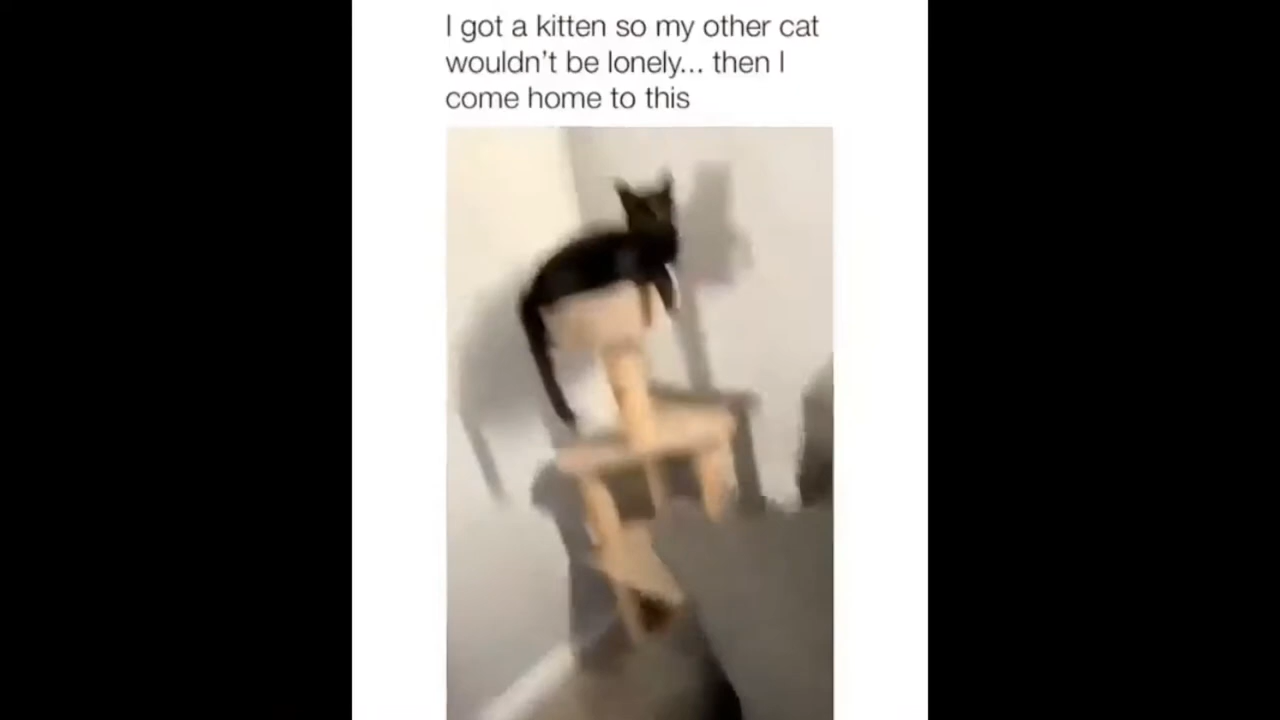 I got a kitten so my other cat
wouldn’t be lonely... then I
come home to this